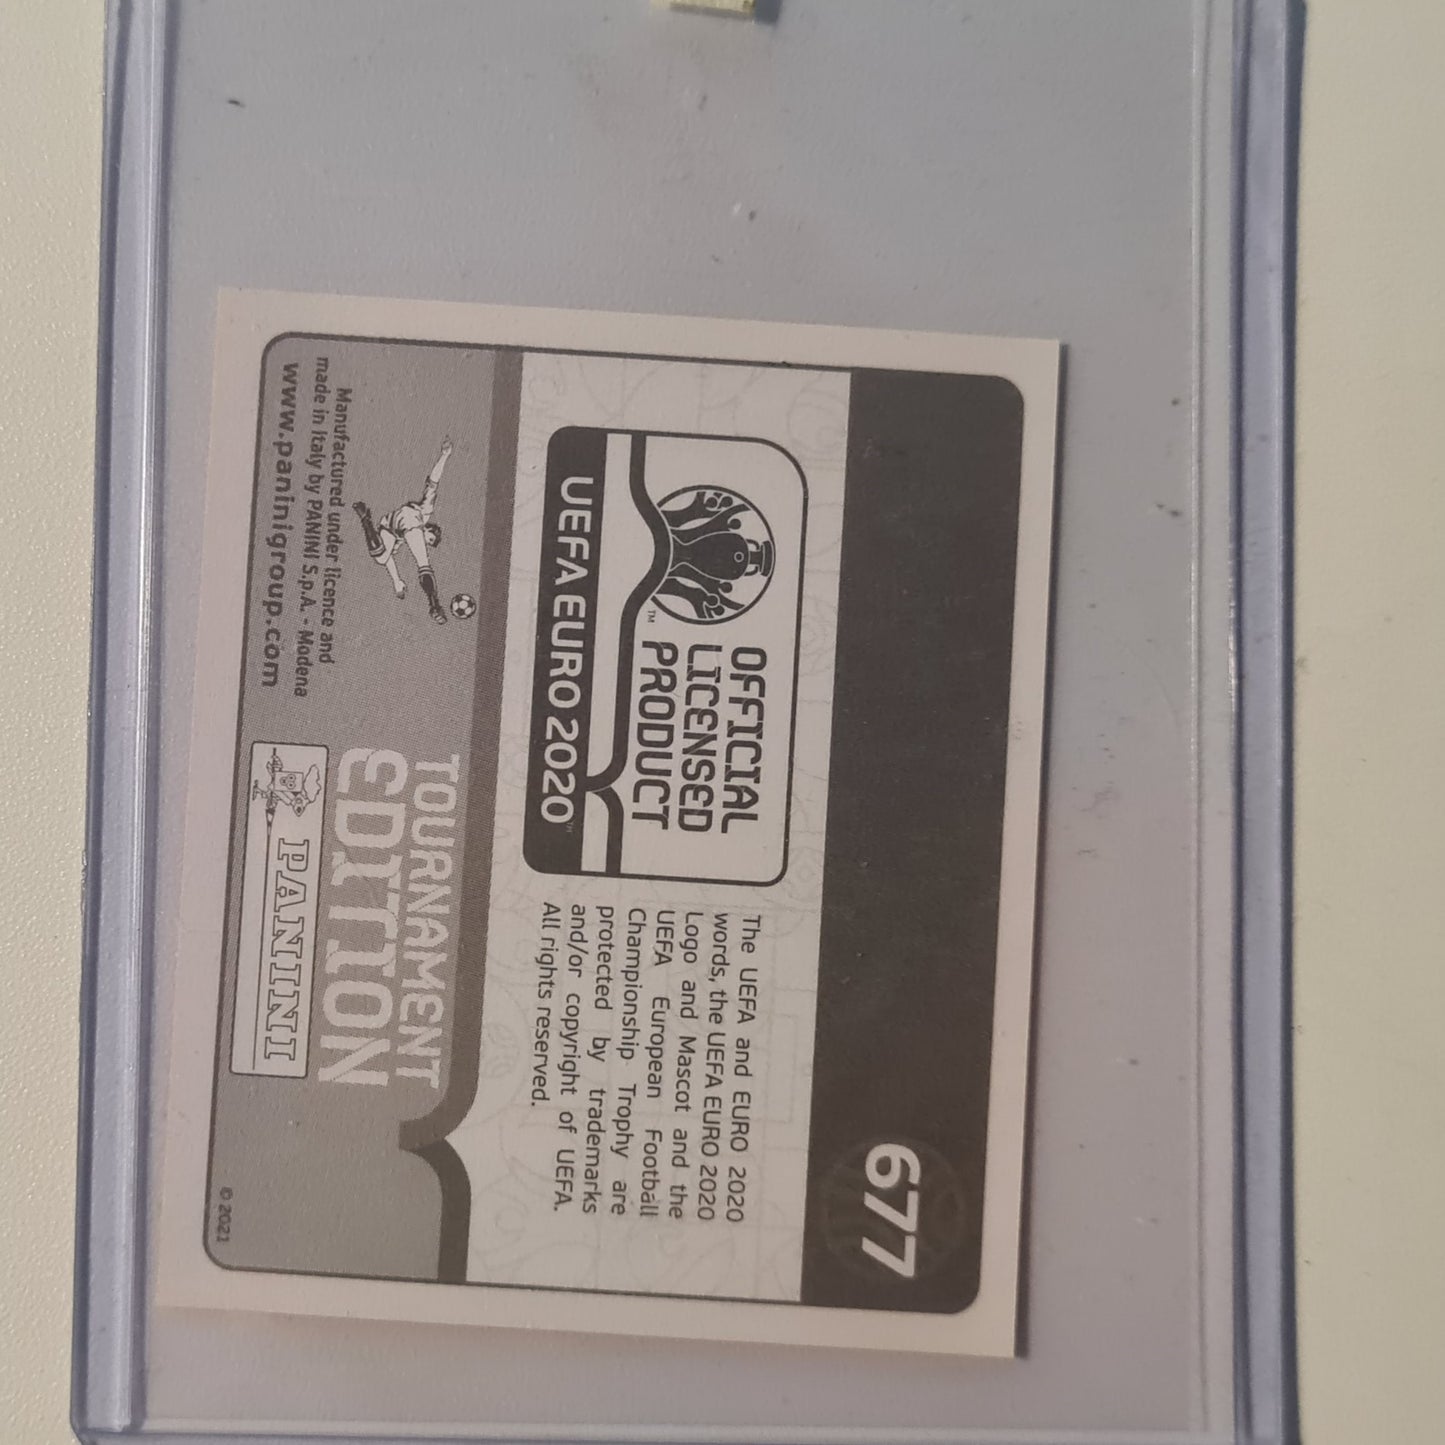 677
OFFICIAL
LICENSED
PRODUCT
™
UEFA EURO 2020™
The UEFA and EURO 2020
words, the UEFA EURO 2020
Logo and Mascot and the
UEFA European Football
Championship Trophy are
protected by trademarks
and/or copyright of UEFA.
All rights reserved.
Manufactured under licence and
made in Italy by PANINI S.p.A. - Modena
www.paninigroup.com
TOURNAMENT
EDITION
PANINI
© 2021